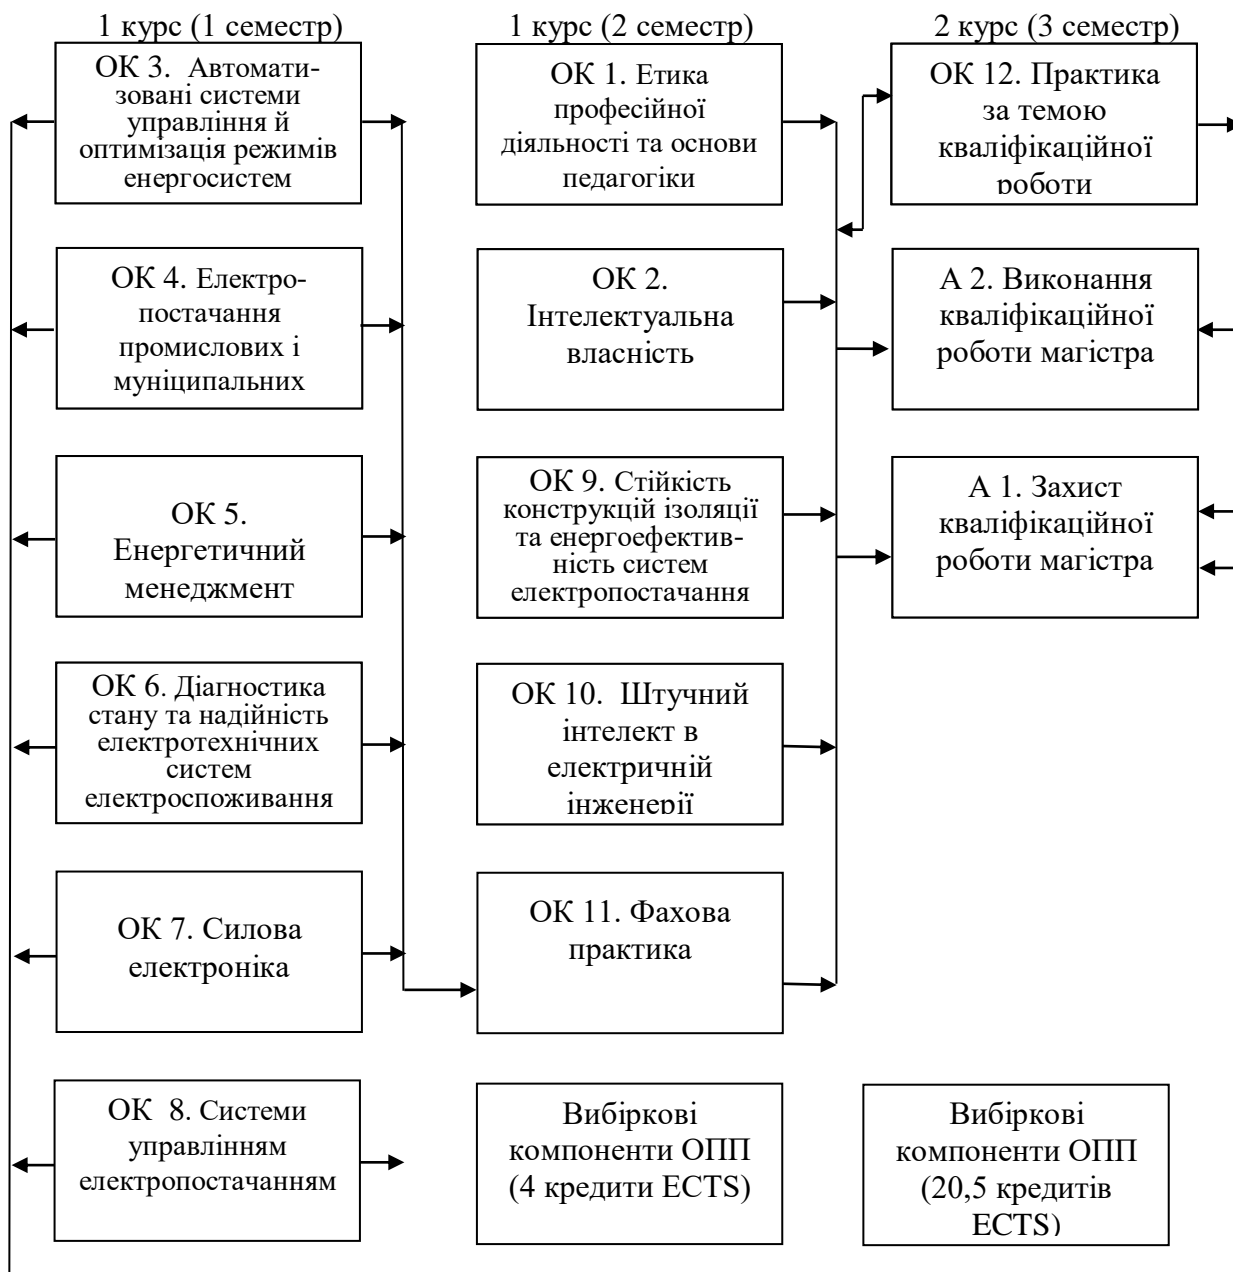 1 курс (1 семестр)
ОК 3. Автомати-
зовані системи
управління й
оптимізація режимів
енергосистем
ОК 4. Електро-
постачання
промислових і
муніципальних
ОК 5.
Енергетичний
менеджмент
ОК 6. Діагностика
стану та надійність
електротехнічних
систем
електроспоживання
ОК 7. Силова
електроніка
ОК 8. Системи
управлінням
електропостачанням
1 курс (2 семестр)
ОК 1. Етика
професійної
діяльності та основи
педагогіки
ОК 2.
Інтелектуальна
власність
ОК 9. Стійкість
конструкцій ізоляції
та енергоефектив-
ність систем
електропостачання
ОК 10. Штучний
інтелект в
електричній
інженерії
ОК 11. Фахова
практика
Вибіркові
компоненти ОПП
(4 кредити ECTS)
2 курс (3 семестр)
ОК 12. Практика
за темою
кваліфікаційної
роботи
А 2. Виконання
кваліфікаційної
роботи магістра
А 1. Захист
кваліфікаційної
роботи магістра
Вибіркові
компоненти ОПП
(20,5 кредитів
ECTS)